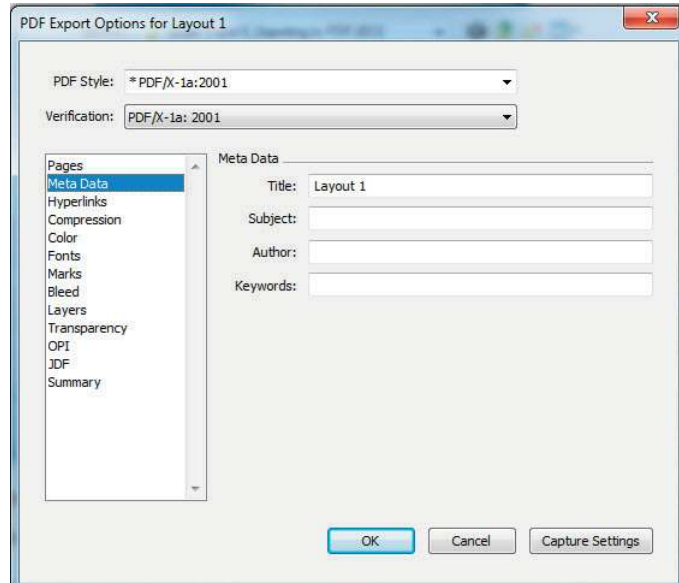 PDF Export Options for Layout 1
PDF Style: *PDF/X-1a:2001
Verification: PDF/X-1a: 2001
Pages
Meta Data
Hyperlinks
Compression
Color
Fonts
Marks
Bleed
Layers
Transparency
OPI
JDF
Summary
Meta Data
Title: Layout 1
Subject:
Author:
Keywords:
OK Cancel Capture Settings